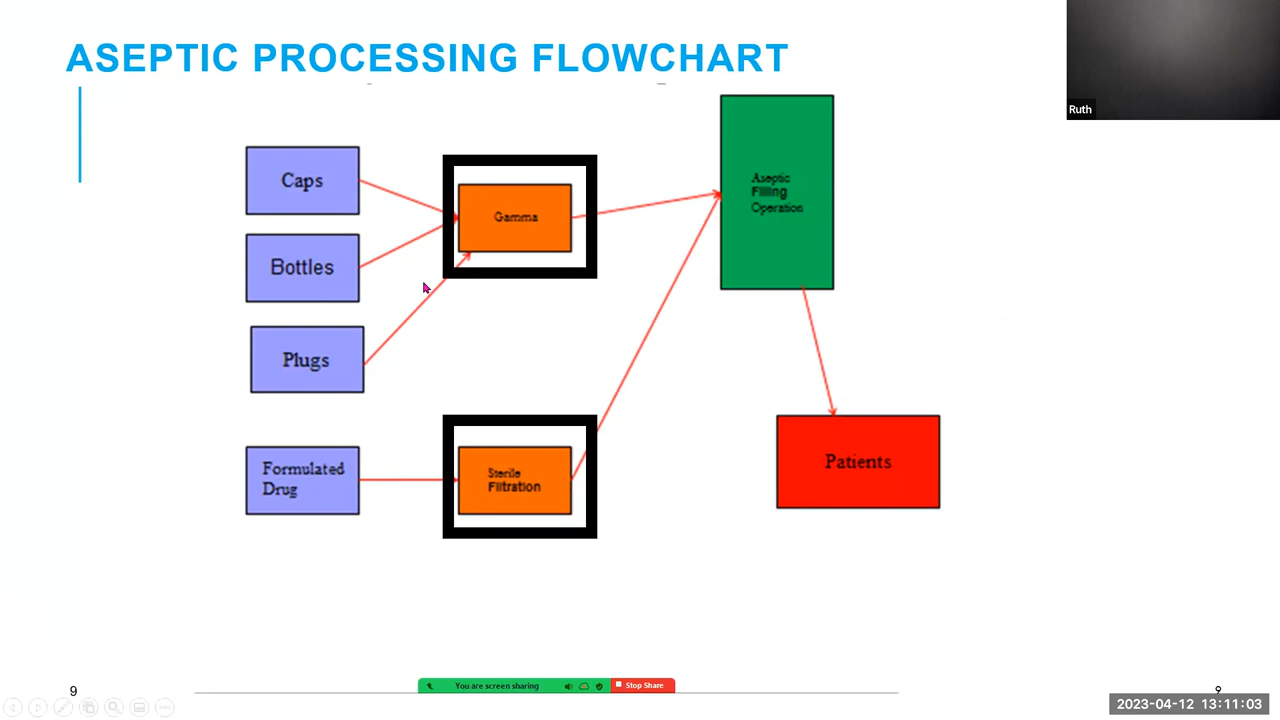 ASEPTIC PROCESSING FLOWCHART
Ruth
Caps
Bottles
Plugs
Formulated
Drug
Gamma
Sterile
Filtration
Aseptic
Filling
Operation
Patients
9
You are screen sharing
Stop Share
9
2023-04-12 13:11:03